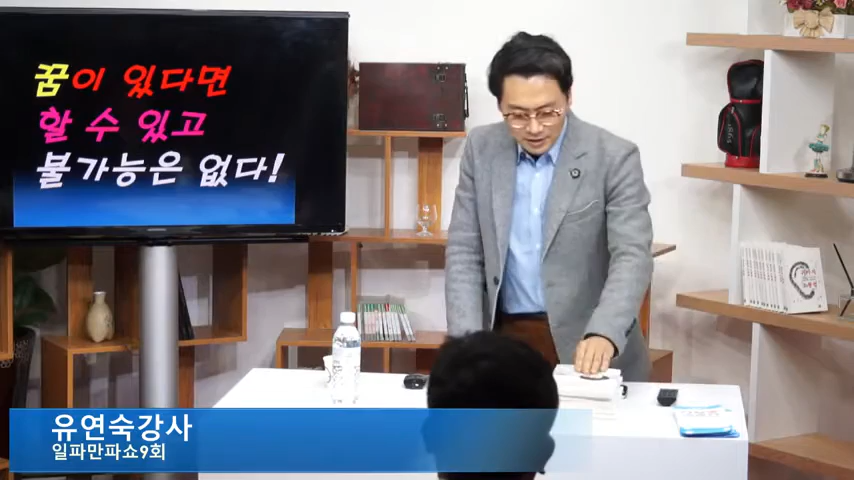 꿈이 있다면
할 수 있고
불가능은 없다!
유연숙강사
일파만파쇼9회